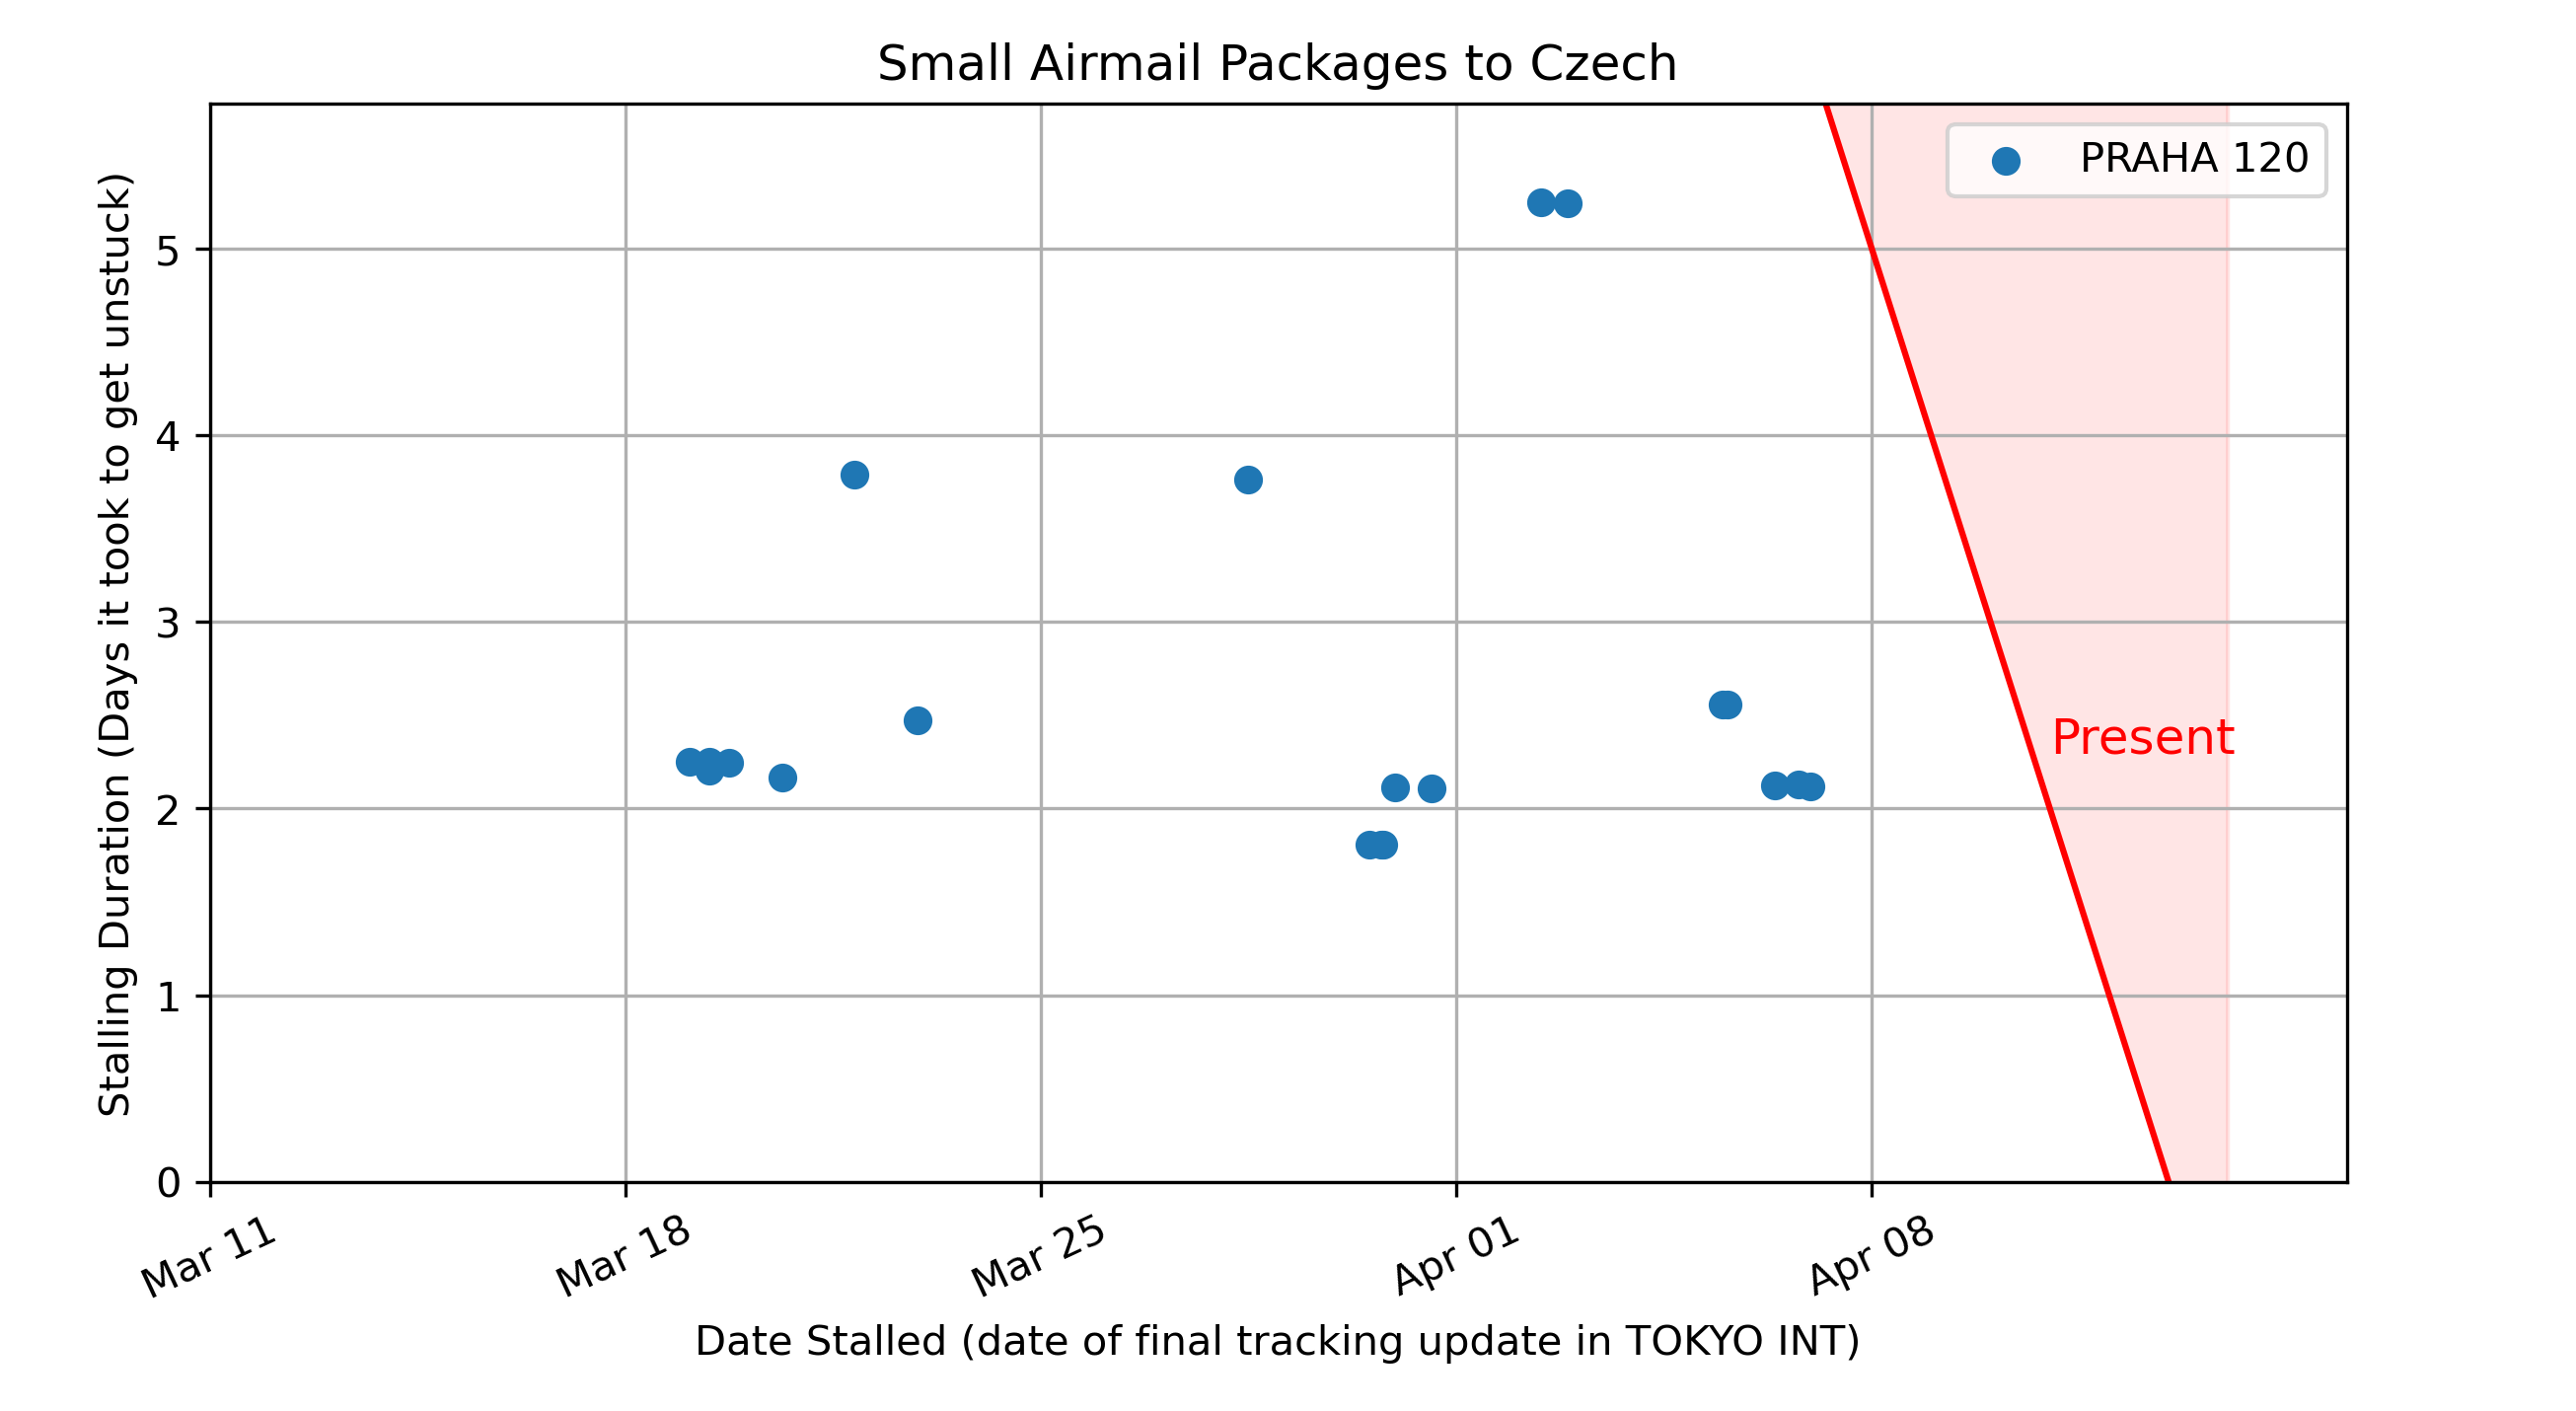 Small Airmail Packages to Czech
PRAHA 120
Stalling Duration (Days it took to get unstuck)
5
4
3
2
1
0
Present
Mar 11
Mar 18
Mar 25
Apr 01
Apr 08
Date Stalled (date of final tracking update in TOKYO INT)